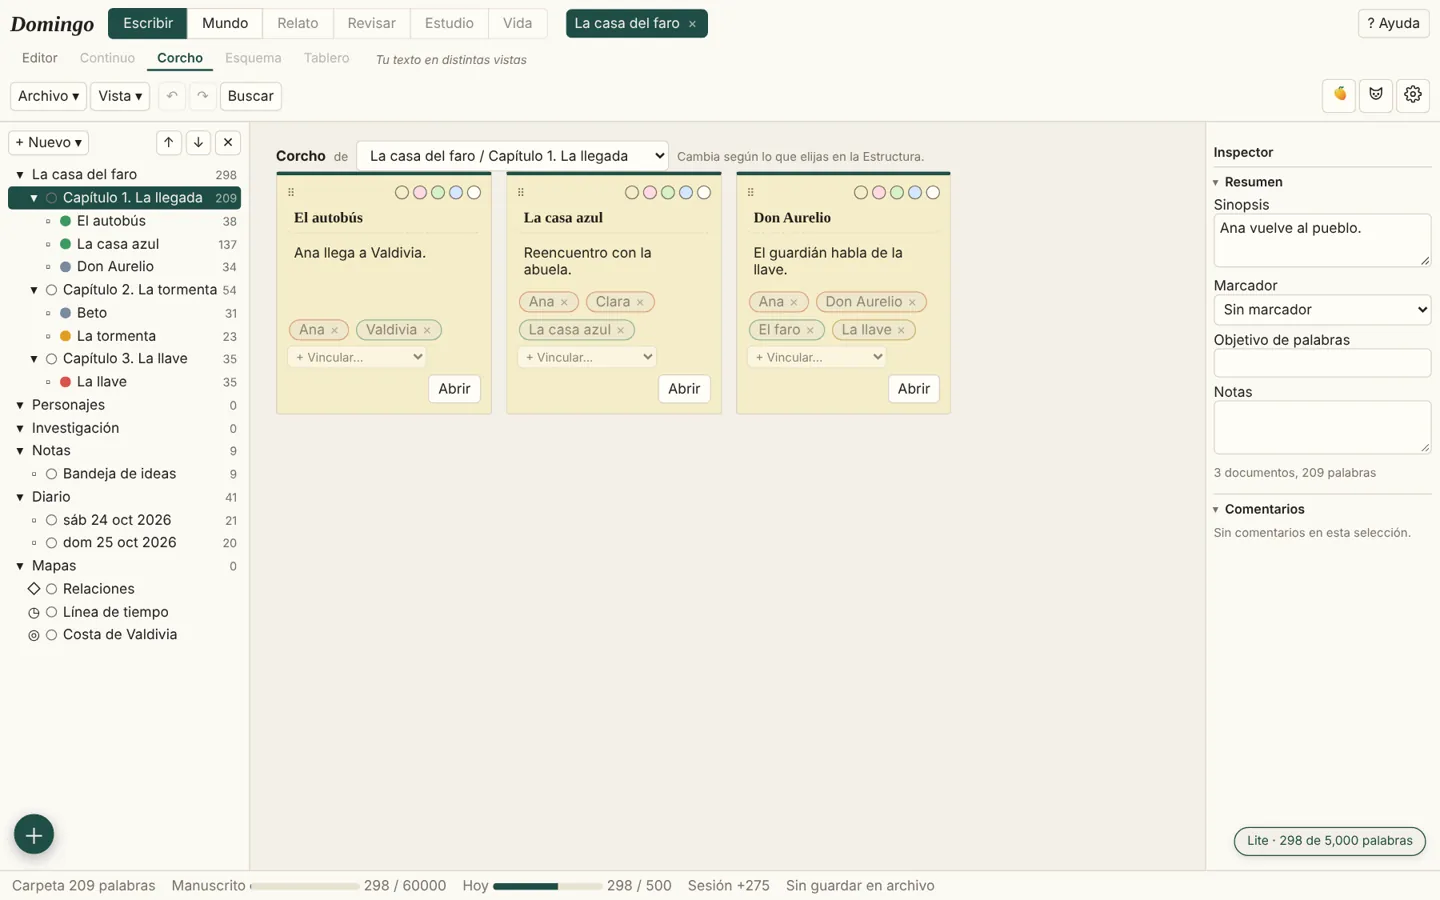 Domingo Escribir Mundo Relato Revisar Estudio Vida La casa del faro × ? Ayuda
Editor Continuo Corcho Esquema Tablero Tu texto en distintas vistas
Archivo ▾ Vista ▾ ↶ ↷ Buscar
+ Nuevo ▾ ↑ ↓ ✕
▼ La casa del faro 298
▼ Capítulo 1. La llegada 209
El autobús 38
La casa azul 137
Don Aurelio 34
▼ Capítulo 2. La tormenta 54
Beto 31
La tormenta 23
▼ Capítulo 3. La llave 35
La llave 35
▼ Personajes 0
▼ Investigación 0
▼ Notas 9
Bandeja de ideas 9
▼ Diario 41
sáb 24 oct 2026 21
dom 25 oct 2026 20
▼ Mapas 0
Relaciones
Línea de tiempo
Costa de Valdivia
+
Corcho de La casa del faro / Capítulo 1. La llegada Cambia según lo que elijas en la Estructura.
El autobús
Ana llega a Valdivia.
Ana × Valdivia ×
+ Vincular...
Abrir
La casa azul
Reencuentro con la
abuela.
Ana × Clara ×
La casa azul ×
+ Vincular...
Abrir
Don Aurelio
El guardián habla de la
llave.
Ana × Don Aurelio ×
El faro × La llave ×
+ Vincular...
Abrir
Inspector
▾ Resumen
Sinopsis
Ana vuelve al pueblo.
Marcador
Sin marcador
Objetivo de palabras
Notas
3 documentos, 209 palabras
▾ Comentarios
Sin comentarios en esta selección.
Lite · 298 de 5,000 palabras
Carpeta 209 palabras Manuscrito 298 / 60000 Hoy 298 / 500 Sesión +275 Sin guardar en archivo